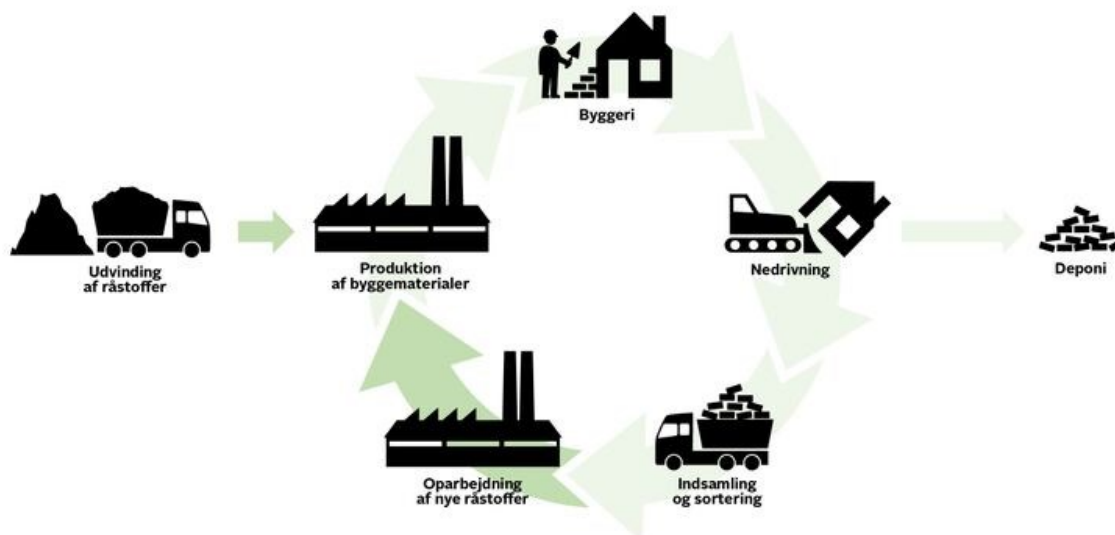 Byggeri
Udvinding
af råstoffer
Produktion
af byggematerialer
Nedrivning
Deponi
Oparbejdning
af nye råstoffer
Indsamling
og sortering